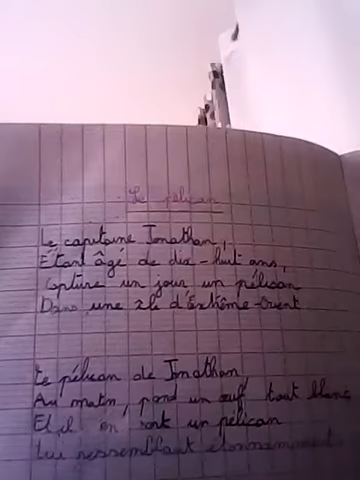 Le pélican
Le capitaine Jonathan,
Étant âgé de dix-huit ans,
Capture un jour un pélican
Dans une île d'Extrême-Orient
Le pélican de Jonathan
Au matin, pond un œuf tout blanc
Et il en sort un pélican
Lui ressemblant étonnamment.